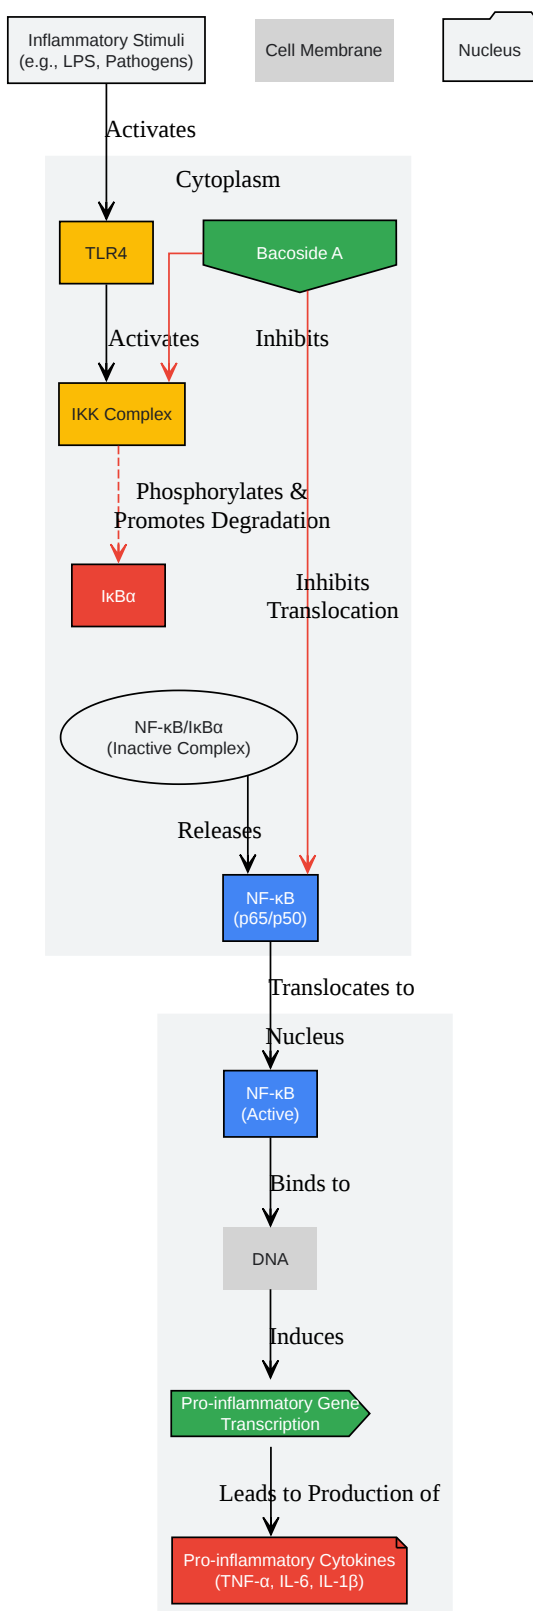 Inflammatory Stimuli
(e.g., LPS, Pathogens)
Cell Membrane
Nucleus
Activates
Cytoplasm
TLR4
Bacoside A
Activates
Inhibits
IKK Complex
Phosphorylates &
Promotes Degradation
IκBα
Inhibits
Translocation
NF-κB/IκBα
(Inactive Complex)
Releases
NF-κB
(p65/p50)
Translocates to
Nucleus
NF-κB
(Active)
Binds to
DNA
Induces
Pro-inflammatory Gene
Transcription
Leads to Production of
Pro-inflammatory Cytokines
(TNF-α, IL-6, IL-1β)